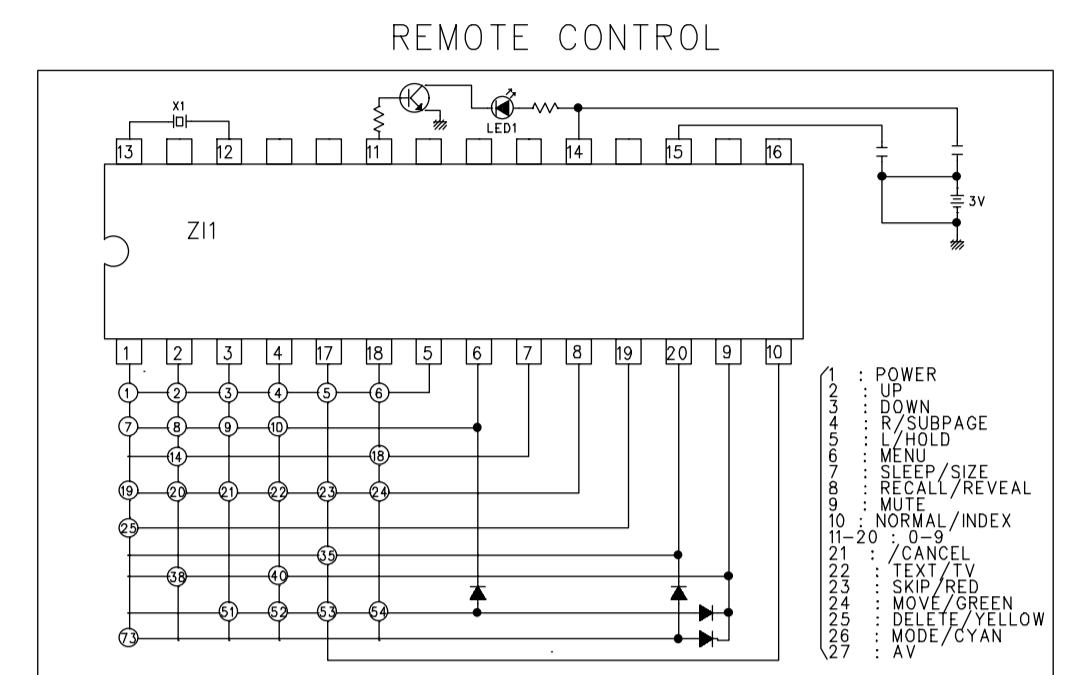 REMOTE CONTROL
X1
LED1
13 12 11 14 15 16
3V
ZI1
1 2 3 4 17 18 5 6 7 8 19 20 9 10
1 2 3 4 5 6
7 8 9 10
14 18
19 20 21 22 23 24
25
35
38 40
51 52 53 54
73
1 : POWER
2 : UP
3 : DOWN
4 : R/SUBPAGE
5 : L/HOLD
6 : MENU
7 : SLEEP/SIZE
8 : RECALL/REVEAL
9 : MUTE
10 : NORMAL/INDEX
11-20 : 0-9
21 : /CANCEL
22 : TEXT/TV
23 : SKIP/RED
24 : MOVE/GREEN
25 : DELETE/YELLOW
26 : MODE/CYAN
27 : AV